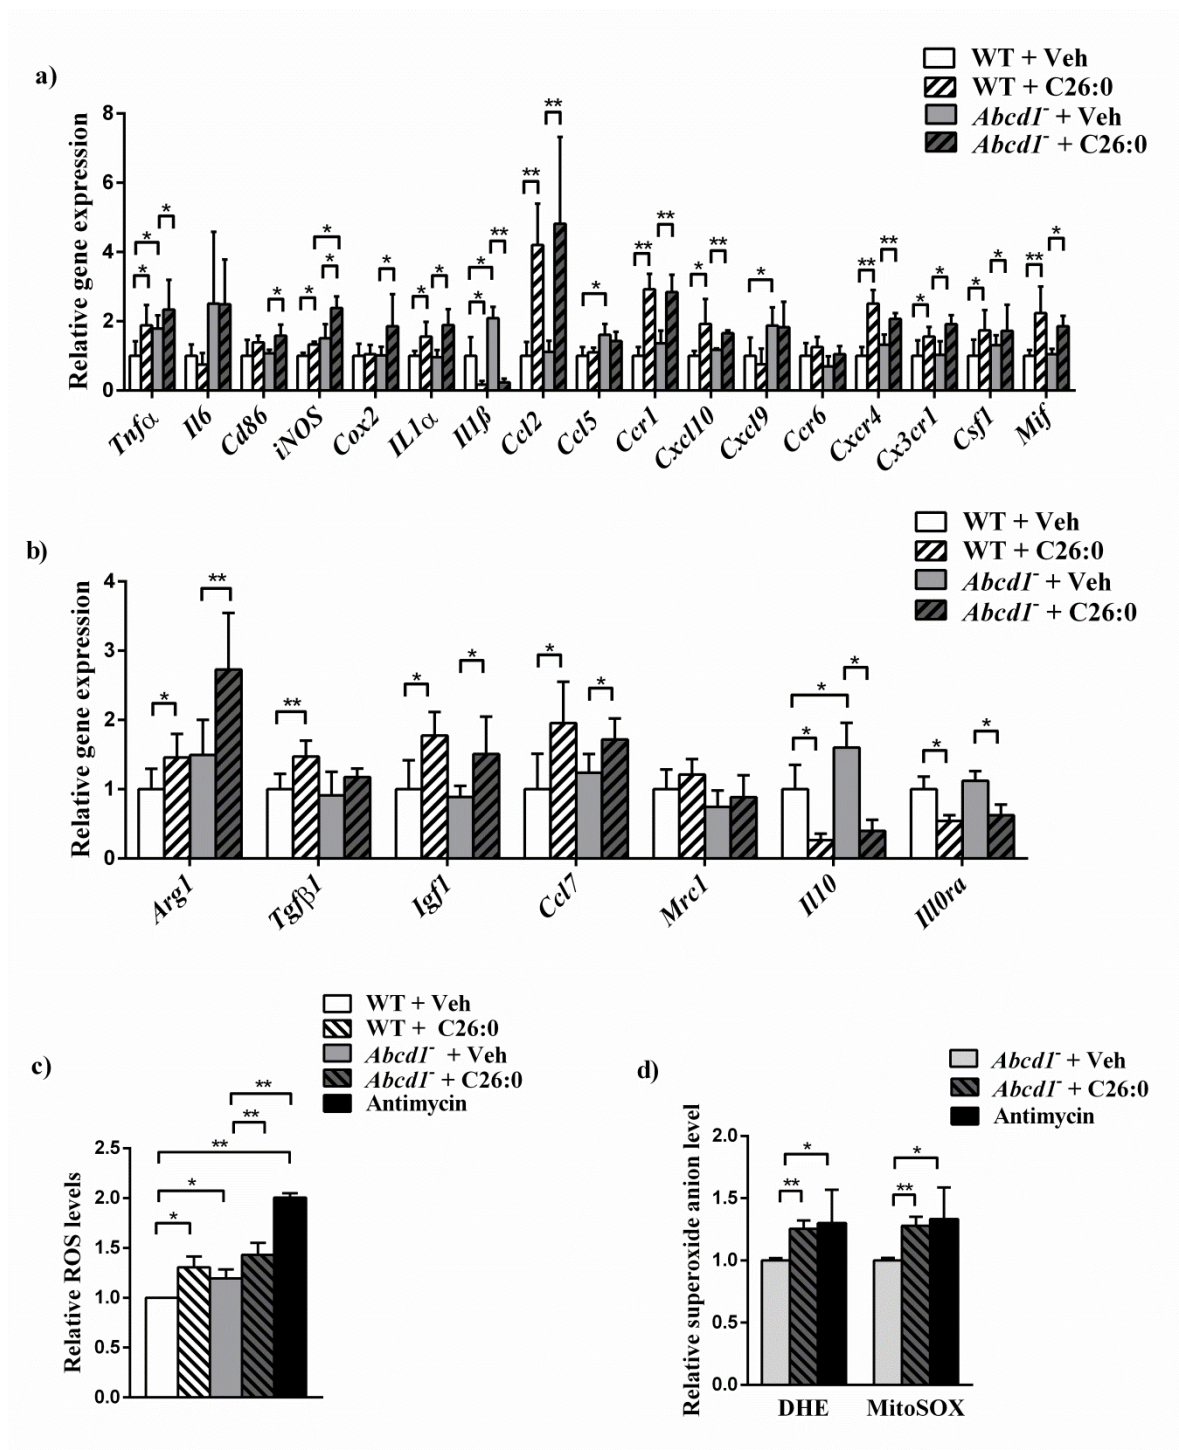 a)
WT + Veh
WT + C26:0
Abcd1⁻ + Veh
Abcd1⁻ + C26:0
Relative gene expression
8
6
4
2
0
* * * * * * * * * * * * ** ** ** * ** ** * ** * ** ** * * * * ** *
Tnfα Il6 Cd86 iNOS Cox2 IL1α Il1β Ccl2 Ccl5 Ccr1 Cxcl10 Cxcl9 Ccr6 Cxcr4 Cx3cr1 Csf1 Mif
b)
WT + Veh
WT + C26:0
Abcd1⁻ + Veh
Abcd1⁻ + C26:0
Relative gene expression
4
3
2
1
0
* ** ** * * * * * * * * *
Arg1 Tgfβ1 Igf1 Ccl7 Mrc1 Il10 Il10ra
c)
WT + Veh
WT + C26:0
Abcd1⁻ + Veh
Abcd1⁻ + C26:0
Antimycin
Relative ROS levels
2.5
2.0
1.5
1.0
0.5
0.0
**
**
**
*
*
d)
Abcd1⁻ + Veh
Abcd1⁻ + C26:0
Antimycin
Relative superoxide anion level
2.0
1.5
1.0
0.5
0.0
* *
** **
DHE MitoSOX